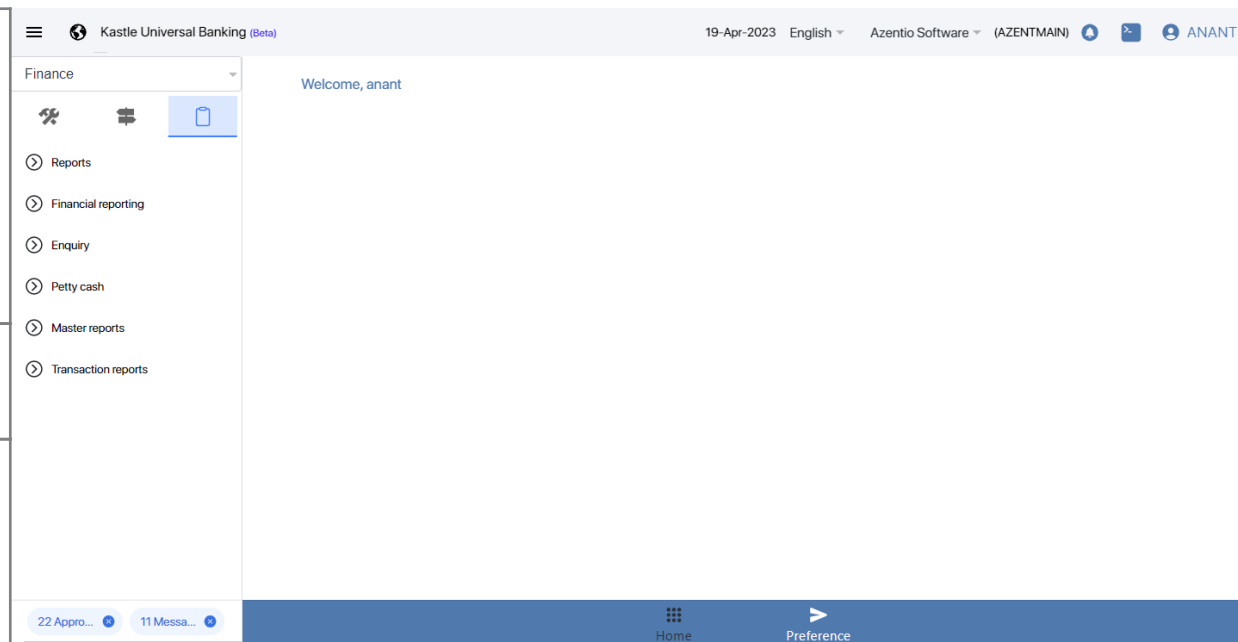 Kastle Universal Banking (Beta)
19-Apr-2023 English Azentio Software (AZENTMAIN) ANANT
Finance
Welcome, anant
Reports
Financial reporting
Enquiry
Petty cash
Master reports
Transaction reports
22 Appro... 11 Messa...
Home Preference